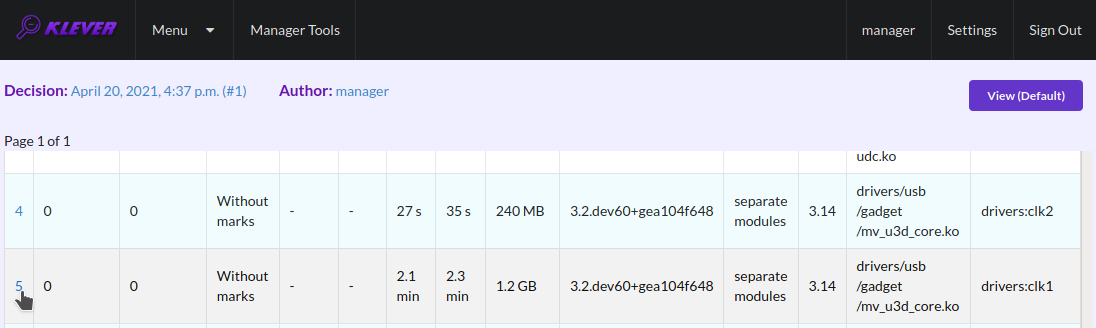 KLEVER Menu Manager Tools manager Settings Sign Out
Decision: April 20, 2021, 4:37 p.m. (#1) Author: manager View (Default)
Page 1 of 1
udc.ko
4 0 0 Without marks - - 27 s 35 s 240 MB 3.2.dev60+gea104f648 separate modules 3.14 drivers/usb /gadget /mv_u3d_core.ko drivers:clk2
5 0 0 Without marks - - 2.1 min 2.3 min 1.2 GB 3.2.dev60+gea104f648 separate modules 3.14 drivers/usb /gadget /mv_u3d_core.ko drivers:clk1